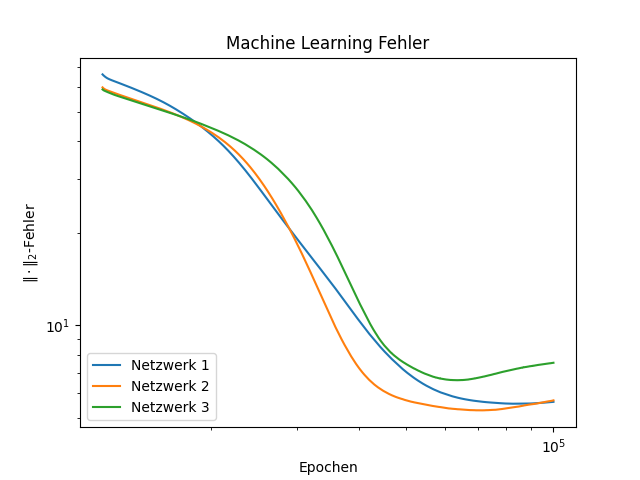 Machine Learning Fehler
‖ · ‖₂-Fehler
10¹
Netzwerk 1
Netzwerk 2
Netzwerk 3
10⁵
Epochen